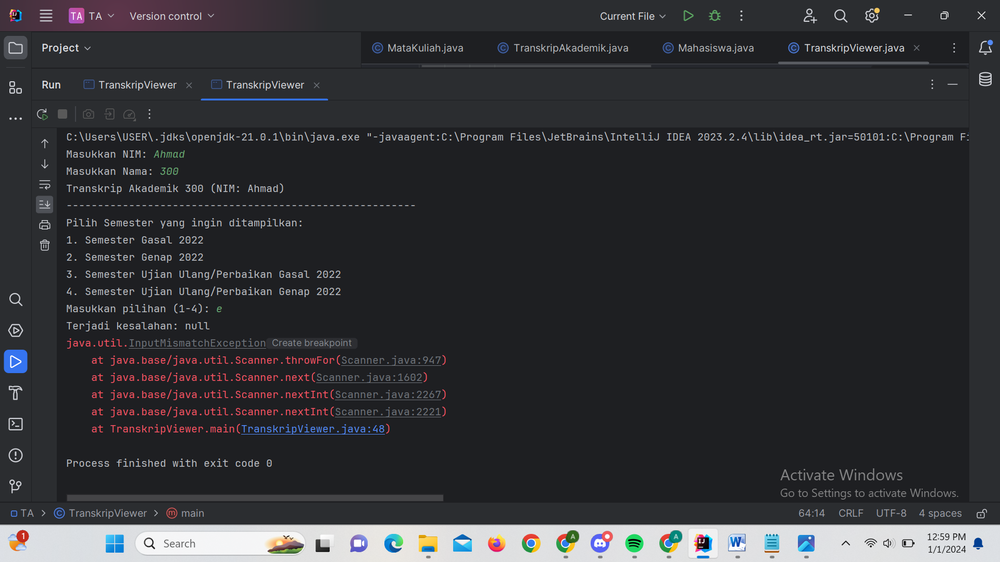 TA TA Version control Current File
Project MataKuliah.java TranskripAkademik.java Mahasiswa.java TranskripViewer.java
Run TranskripViewer TranskripViewer
C:\Users\USER\.jdks\openjdk-21.0.1\bin\java.exe "-javaagent:C:\Program Files\JetBrains\IntelliJ IDEA 2023.2.4\lib\idea_rt.jar=50101:C:\Program Fi
Masukkan NIM: Ahmad
Masukkan Nama: 300
Transkrip Akademik 300 (NIM: Ahmad)
--------------------------------------------------------
Pilih Semester yang ingin ditampilkan:
1. Semester Gasal 2022
2. Semester Genap 2022
3. Semester Ujian Ulang/Perbaikan Gasal 2022
4. Semester Ujian Ulang/Perbaikan Genap 2022
Masukkan pilihan (1-4): e
Terjadi kesalahan: null
java.util.InputMismatchException Create breakpoint
at java.base/java.util.Scanner.throwFor(Scanner.java:947)
at java.base/java.util.Scanner.next(Scanner.java:1602)
at java.base/java.util.Scanner.nextInt(Scanner.java:2267)
at java.base/java.util.Scanner.nextInt(Scanner.java:2221)
at TranskripViewer.main(TranskripViewer.java:48)
Process finished with exit code 0
Activate Windows
Go to Settings to activate Windows.
TA > TranskripViewer > main 64:14 CRLF UTF-8 4 spaces
1 Search A A 12:59 PM
1/1/2024